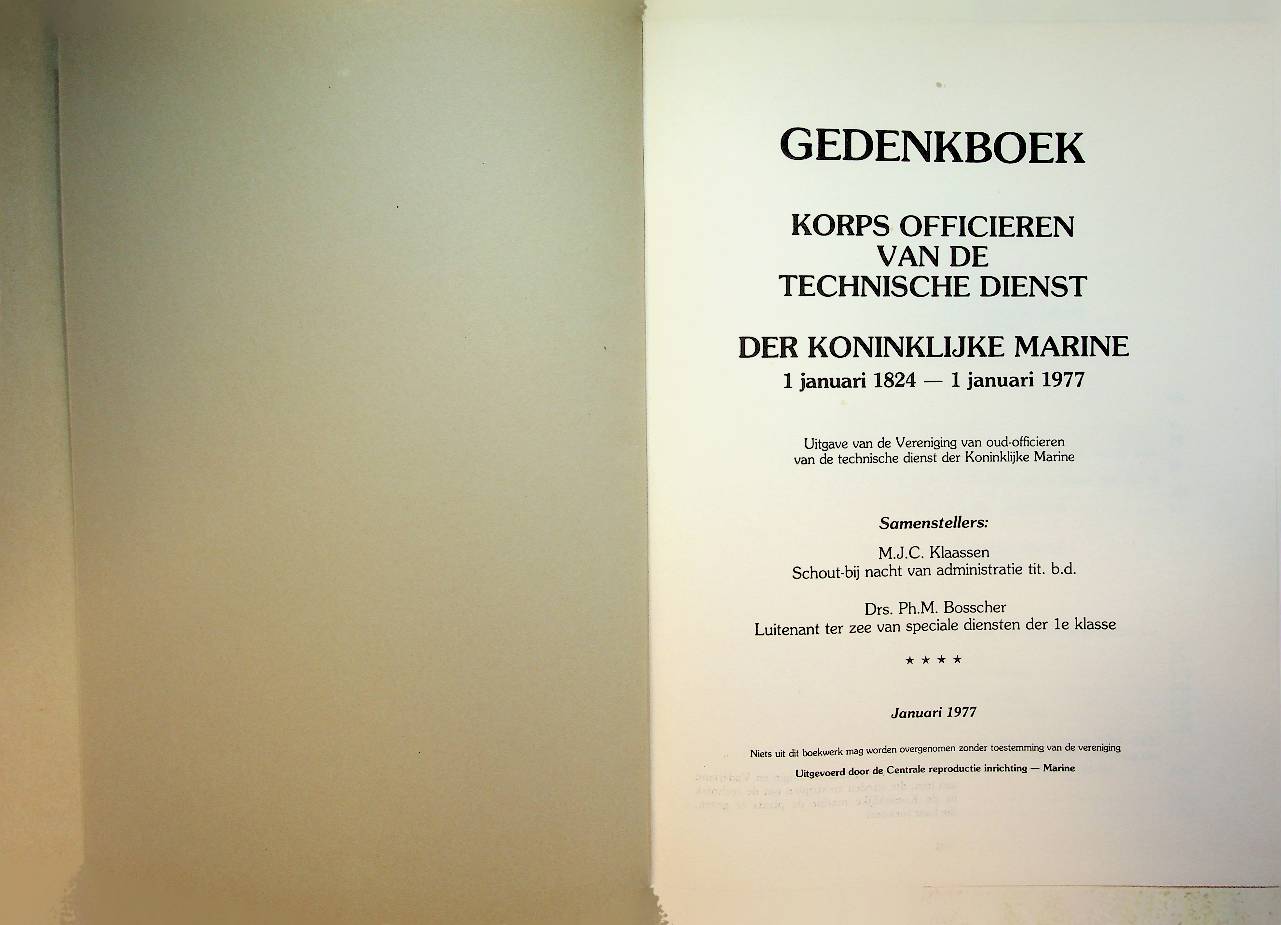 GEDENKBOEK
KORPS OFFICIEREN
VAN DE
TECHNISCHE DIENST
DER KONINKLIJKE MARINE
1 januari 1824 — 1 januari 1977
Uitgave van de Vereniging van oud-officieren
van de technische dienst der Koninklijke Marine
Samenstellers:
M.J.C. Klaassen
Schout-bij nacht van administratie tit. b.d.
Drs. Ph.M. Bosscher
Luitenant ter zee van speciale diensten der 1e klasse
★ ★ ★ ★
Januari 1977
Niets uit dit boekwerk mag worden overgenomen zonder toestemming van de vereniging
Uitgevoerd door de Centrale reproductie inrichting — Marine